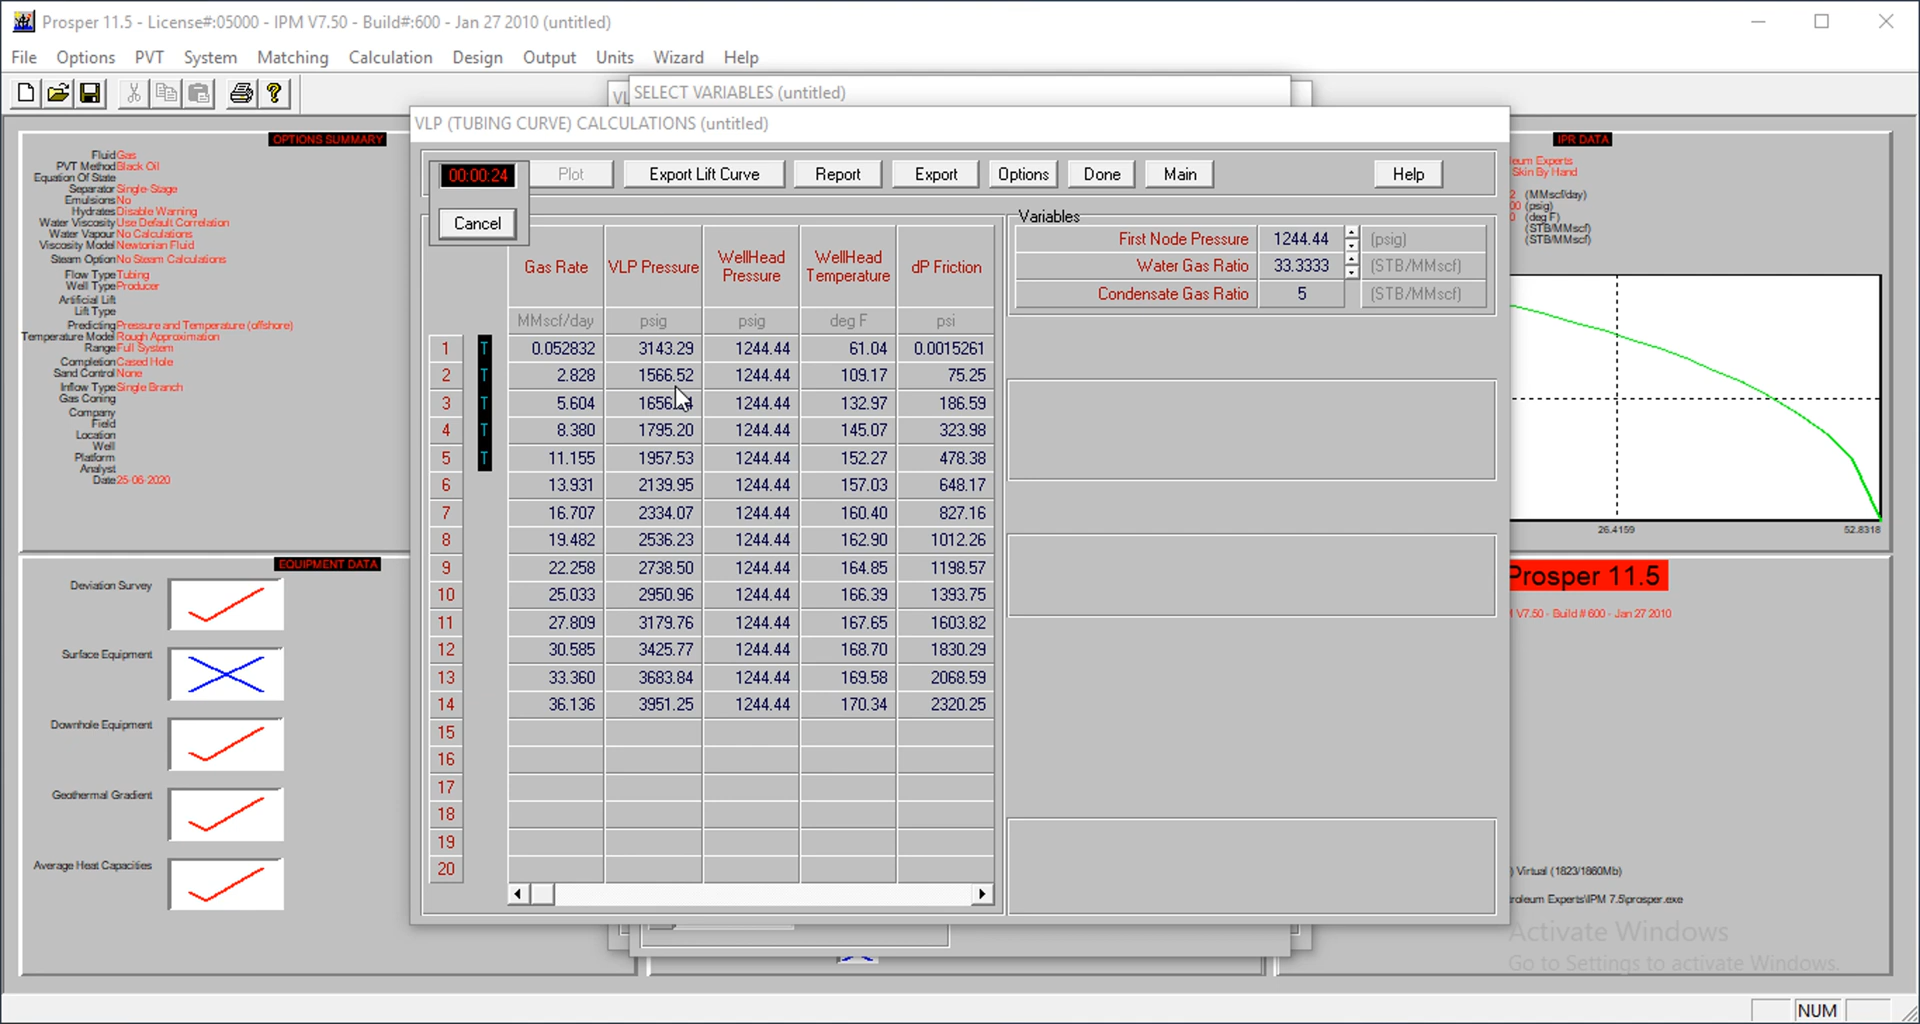 Prosper 11.5 - License#:05000 - IPM V7.50 - Build#:600 - Jan 27 2010 (untitled)
File Options PVT System Matching Calculation Design Output Units Wizard Help
SELECT VARIABLES (untitled)
VLP (TUBING CURVE) CALCULATIONS (untitled)
00:00:24
Cancel
Plot Export Lift Curve Report Export Options Done Main Help
OPTIONS SUMMARY
Fluid Gas
PVT Method Black Oil
Equation Of State
Separator Single-Stage
Emulsions No
Hydrates Disable Warning
Water Viscosity Use Default Correlation
Water Vapour No Calculations
Viscosity Model Newtonian Fluid
Steam Option No Steam Calculations
Flow Type Tubing
Well Type Producer
Artificial Lift
Lift Type
Predicting Pressure and Temperature (offshore)
Temperature Model Rough Approximation
Range Full System
Completion Cased Hole
Sand Control None
Inflow Type Single Branch
Gas Coning
Company
Field
Location
Well
Platform
Analyst
Date 25-06-2020
EQUIPMENT DATA
Deviation Survey
Surface Equipment
Downhole Equipment
Geothermal Gradient
Average Heat Capacities
Gas Rate VLP Pressure WellHead Pressure WellHead Temperature dP Friction
MMscf/day psig psig deg F psi
1 T 0.052832 3143.29 1244.44 61.04 0.0015261
2 T 2.828 1566.52 1244.44 109.17 75.25
3 T 5.604 1244.44 132.97 186.59
4 T 8.380 1795.20 1244.44 145.07 323.98
5 T 11.155 1957.53 1244.44 152.27 478.38
6 13.931 2139.95 1244.44 157.03 648.17
7 16.707 2334.07 1244.44 160.40 827.16
8 19.482 2536.23 1244.44 162.90 1012.26
9 22.258 2738.50 1244.44 164.85 1198.57
10 25.033 2950.96 1244.44 166.39 1393.75
11 27.809 3179.76 1244.44 167.65 1603.82
12 30.585 3425.77 1244.44 168.70 1830.29
13 33.360 3683.84 1244.44 169.58 2068.59
14 36.136 3951.25 1244.44 170.34 2320.25
15
16
17
18
19
20
Variables
First Node Pressure 1244.44 (psig)
Water Gas Ratio 33.3333 (STB/MMscf)
Condensate Gas Ratio 5 (STB/MMscf)
IPR DATA
Experts
Skin By Hand
(MMscf/day)
(psig)
(deg F)
(STB/MMscf)
(STB/MMscf)
26.4159 52.8318
Prosper 11.5
V7.50 - Build # 600 - Jan 27 2010
Virtual (1823/1860Mb)
Experts\IPM 7.5\prosper.exe
Activate Windows
Go to Settings to activate Windows.
NUM